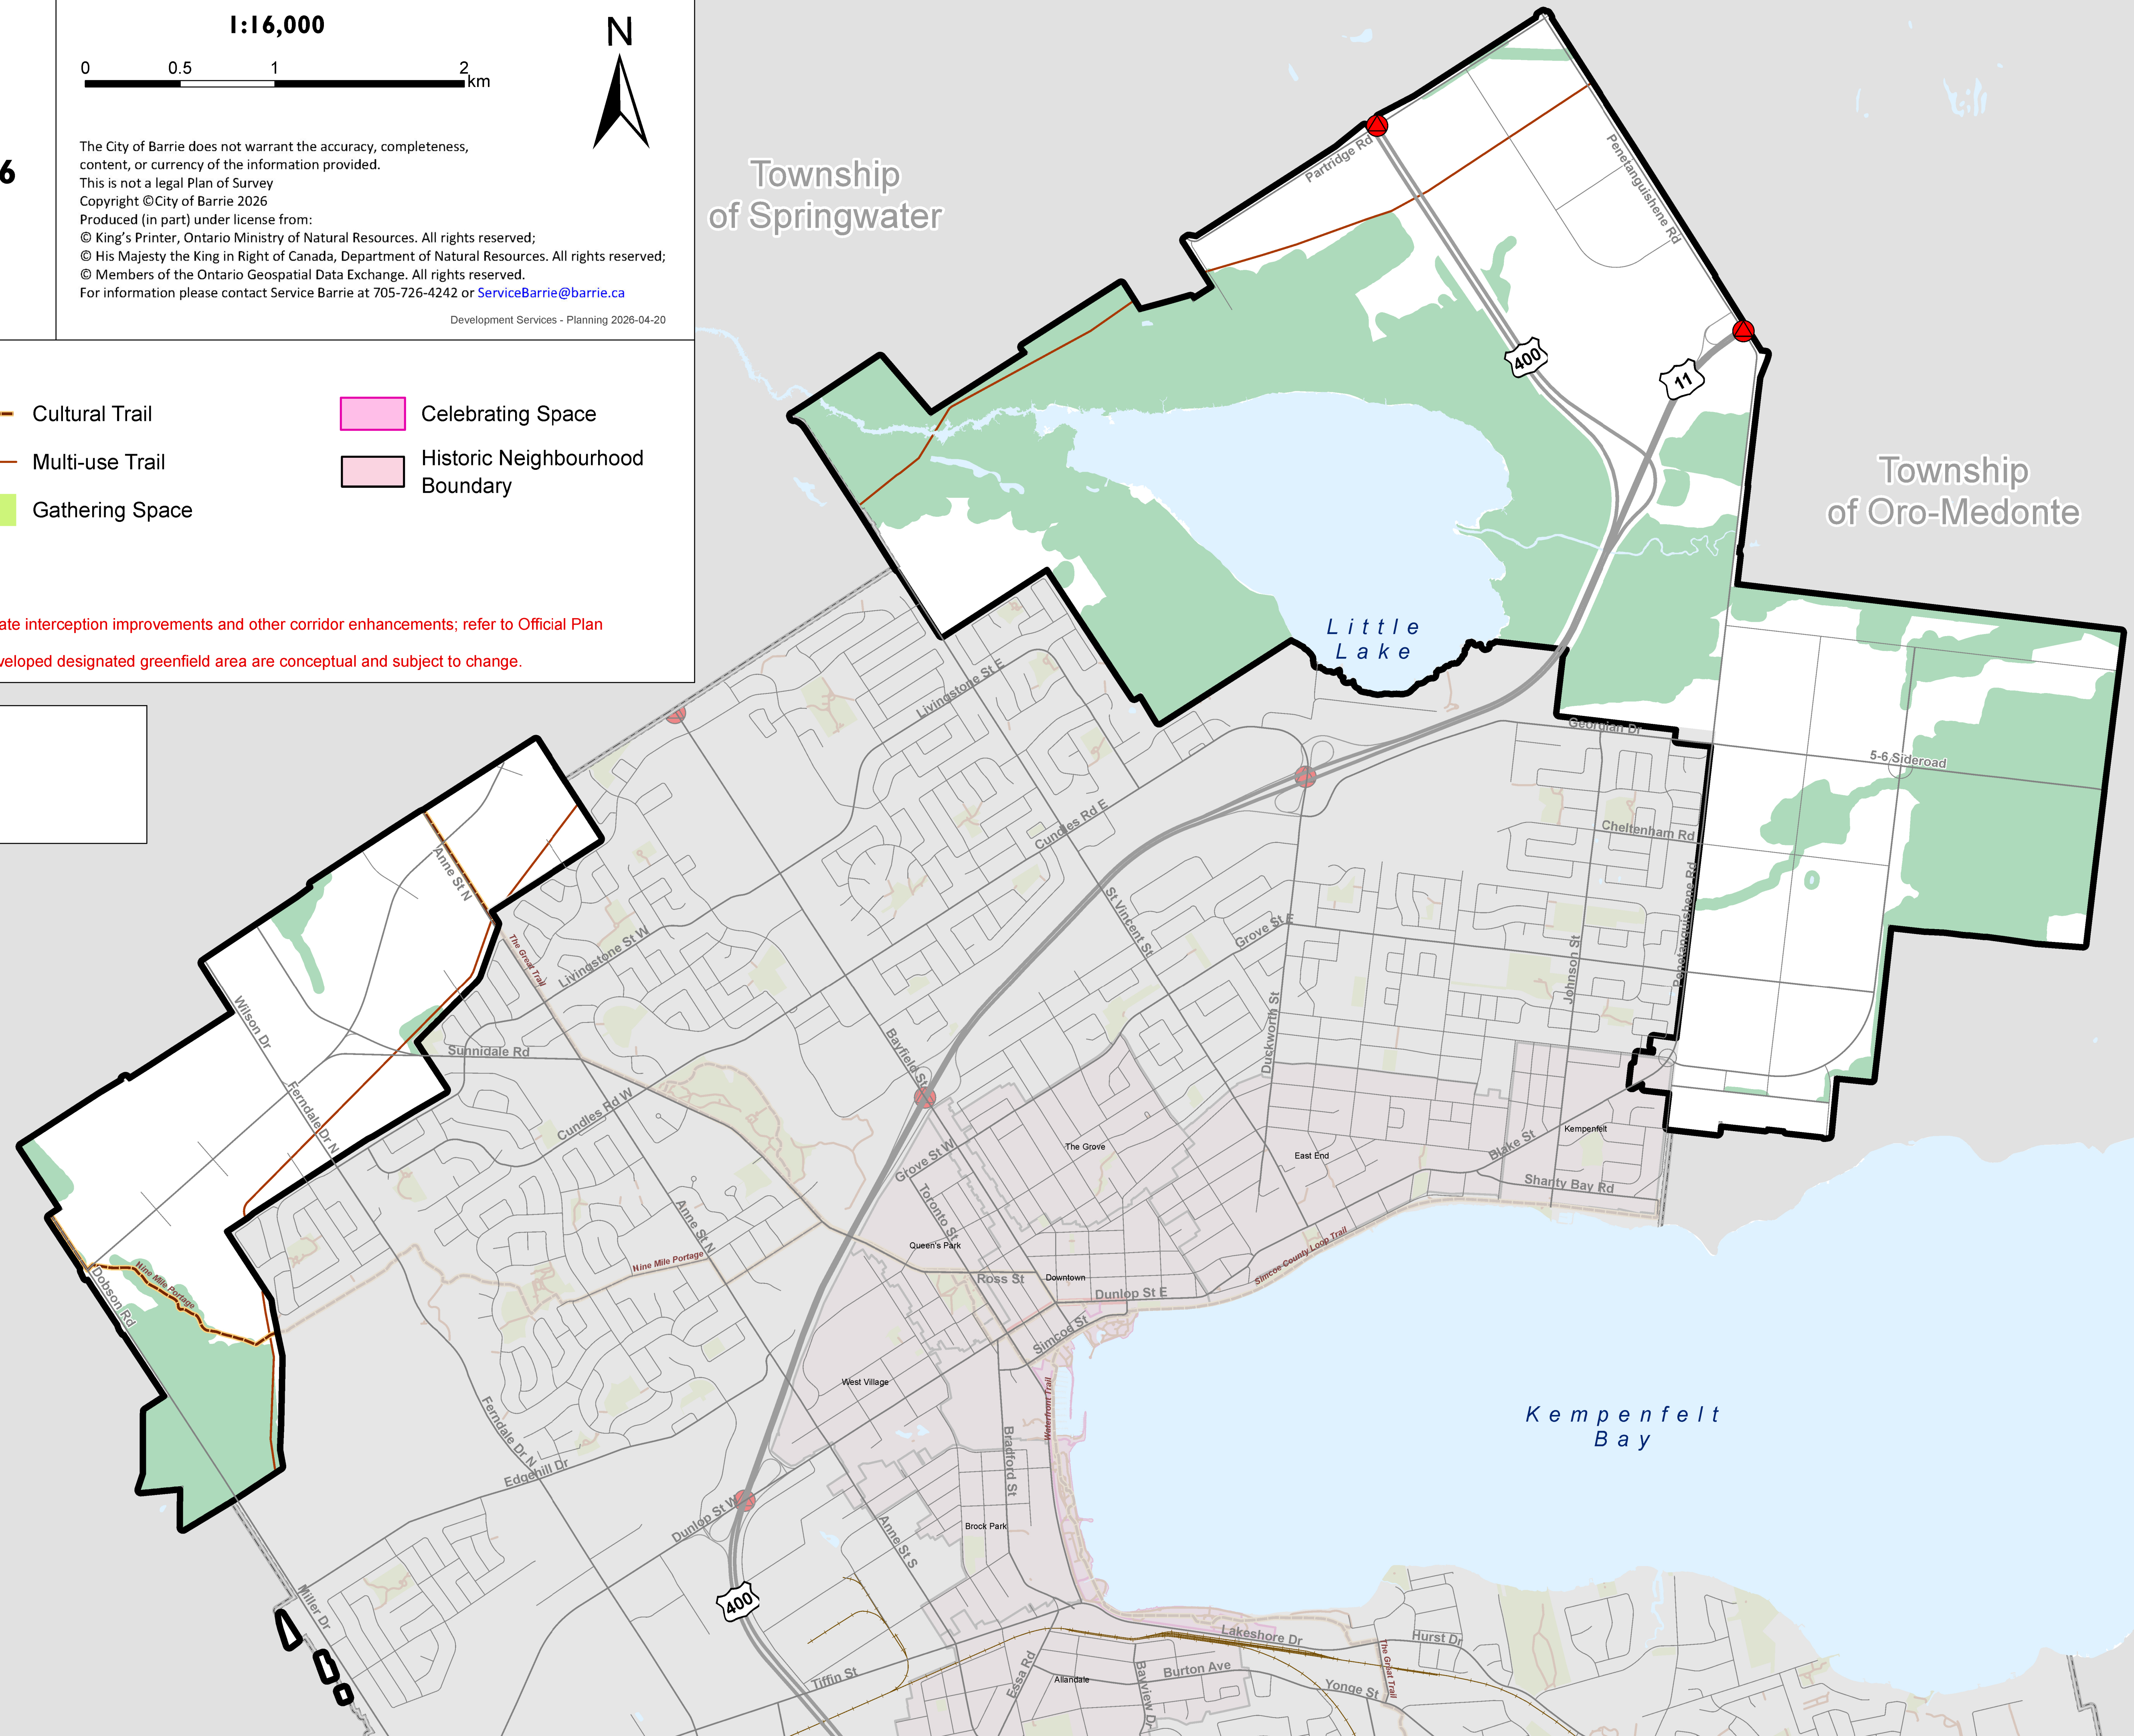 1:16,000
N
0 0.5 1 2
km
The City of Barrie does not warrant the accuracy, completeness,
content, or currency of the information provided.
This is not a legal Plan of Survey
Copyright ©City of Barrie 2026
Produced (in part) under license from:
© King's Printer, Ontario Ministry of Natural Resources. All rights reserved;
© His Majesty the King in Right of Canada, Department of Natural Resources. All rights reserved;
© Members of the Ontario Geospatial Data Exchange. All rights reserved.
For information please contact Service Barrie at 705-726-4242 or ServiceBarrie@barrie.ca
Development Services - Planning 2026-04-20
6
Cultural Trail
Multi-use Trail
Gathering Space
Celebrating Space
Historic Neighbourhood
Boundary
ate interception improvements and other corridor enhancements; refer to Official Plan
veloped designated greenfield area are conceptual and subject to change.
Township
of Springwater
Partridge Rd
Penetanguishene Rd
400
11
Township
of Oro-Medonte
Little
Lake
Livingstone St E
Georgian Dr
5-6 Sideroad
Cundles Rd E
Cheltenham Rd
Anne St N
St Vincent St
Penetanguishene Rd
Grove St E
The Great Trail
Livingstone St W
Johnson St
Wilson Dr
Duckworth St
Sunnidale Rd
Bayfield St
Ferndale Dr N
Cundles Rd W
Grove St W
The Grove
East End
Blake St
Kempenfelt
Shanty Bay Rd
Toronto St
Anne St N
Queen's Park
Nine Mile Portage
Nine Mile Portage
Dobson Rd
Ross St
Downtown
Simcoe County Loop Trail
Dunlop St E
Simcoe St
West Village
Waterfront Trail
Kempenfelt
Bay
Ferndale Dr N
Edgehill Dr
Bradford St
Dunlop St W
Anne St S
Brock Park
400
Miller Dr
Lakeshore Dr
Hurst Dr
The Great Trail
Tiffin St
Essa Rd
Allandale
Bayview D
Burton Ave
Yonge St